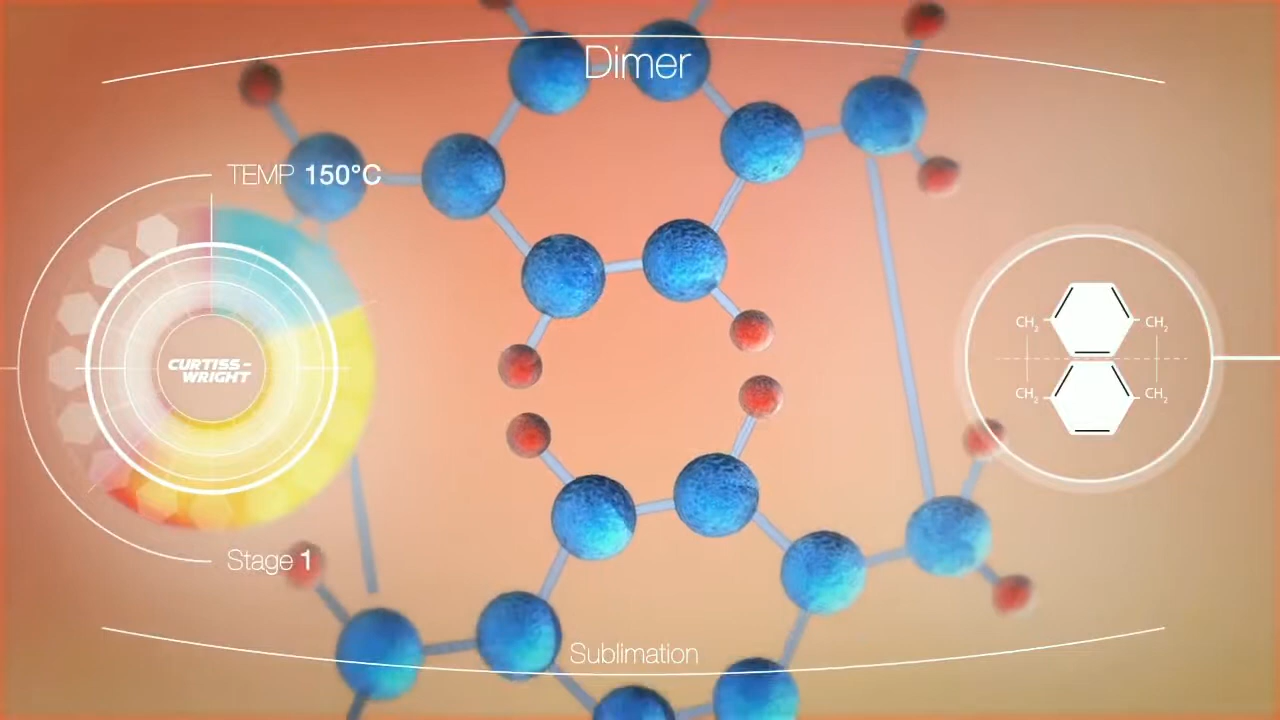 Dimer
TEMP 150°C
CURTISS-
WRIGHT
CH₂ CH₂
CH₂ CH₂
Stage 1
Sublimation